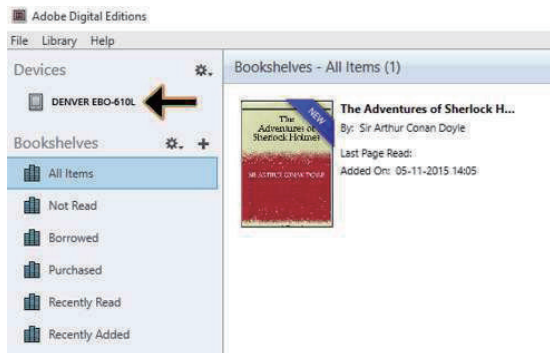 Adobe Digital Editions
File Library Help
Devices
DENVER EBO-610L
Bookshelves
All Items
Not Read
Borrowed
Purchased
Recently Read
Recently Added
Bookshelves - All Items (1)
The
Adventures of
Sherlock Holmes
NEW
SIR ARTHUR CONAN DOYLE
The Adventures of Sherlock H...
By: Sir Arthur Conan Doyle
Last Page Read:
Added On: 05-11-2015 14:05